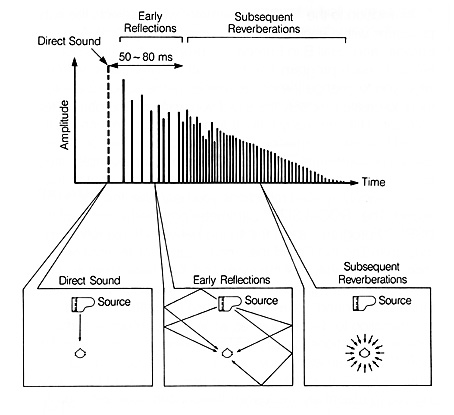 Early
Reflections
Subsequent
Reverberations
Direct Sound
50~80 ms
Amplitude
Time
Direct Sound
Source
Early Reflections
Source
Subsequent
Reverberations
Source